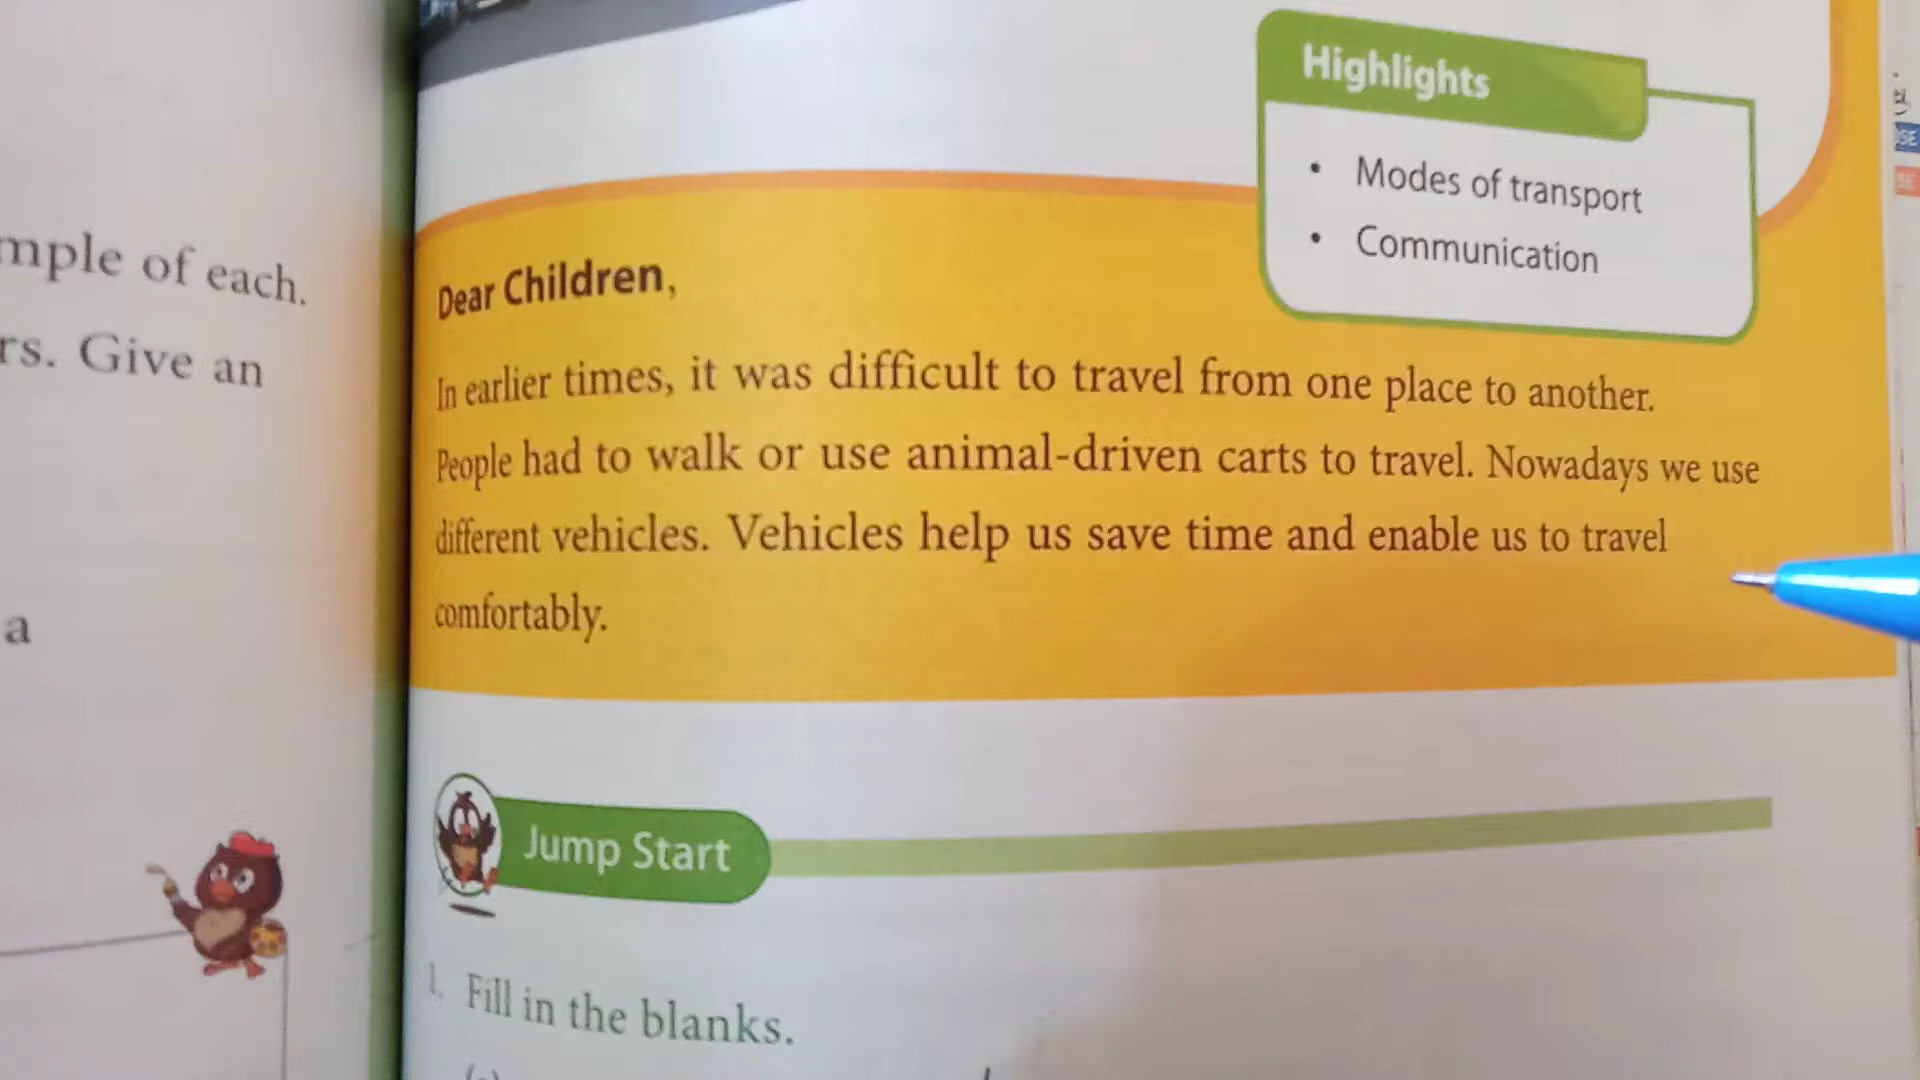 mple of each.
rs. Give an
a
Highlights
• Modes of transport
• Communication
Dear Children,
In earlier times, it was difficult to travel from one place to another.
People had to walk or use animal-driven carts to travel. Nowadays we use
different vehicles. Vehicles help us save time and enable us to travel
comfortably.
Jump Start
1. Fill in the blanks.